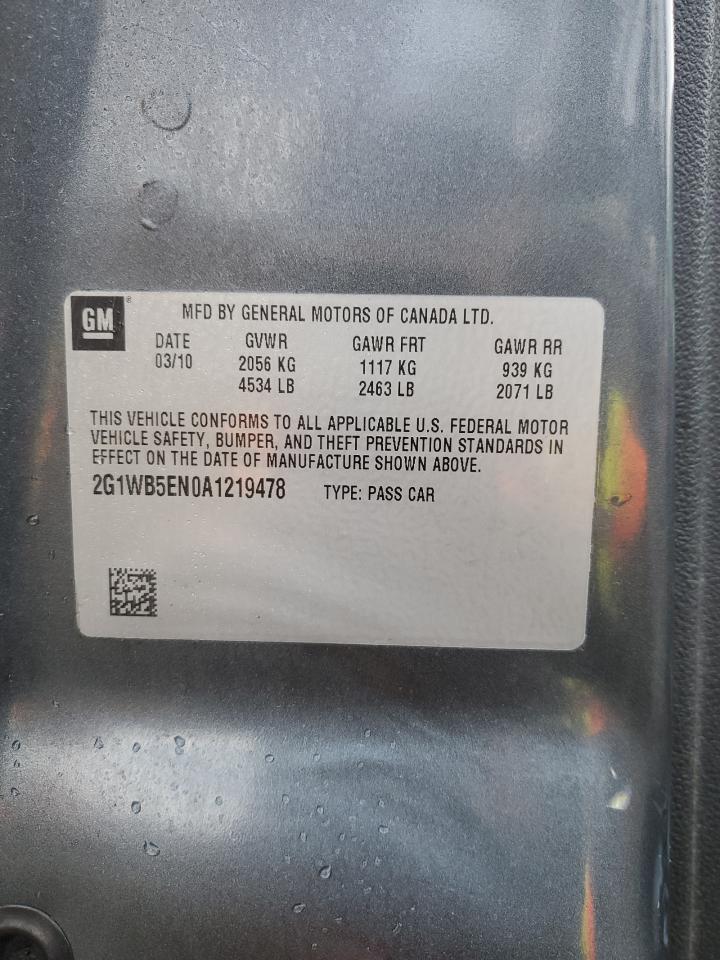 GM ® MFD BY GENERAL MOTORS OF CANADA LTD.
DATE GVWR GAWR FRT GAWR RR
03/10 2056 KG 1117 KG 939 KG
4534 LB 2463 LB 2071 LB
THIS VEHICLE CONFORMS TO ALL APPLICABLE U.S. FEDERAL MOTOR
VEHICLE SAFETY, BUMPER, AND THEFT PREVENTION STANDARDS IN
EFFECT ON THE DATE OF MANUFACTURE SHOWN ABOVE.
2G1WB5EN0A1219478 TYPE: PASS CAR